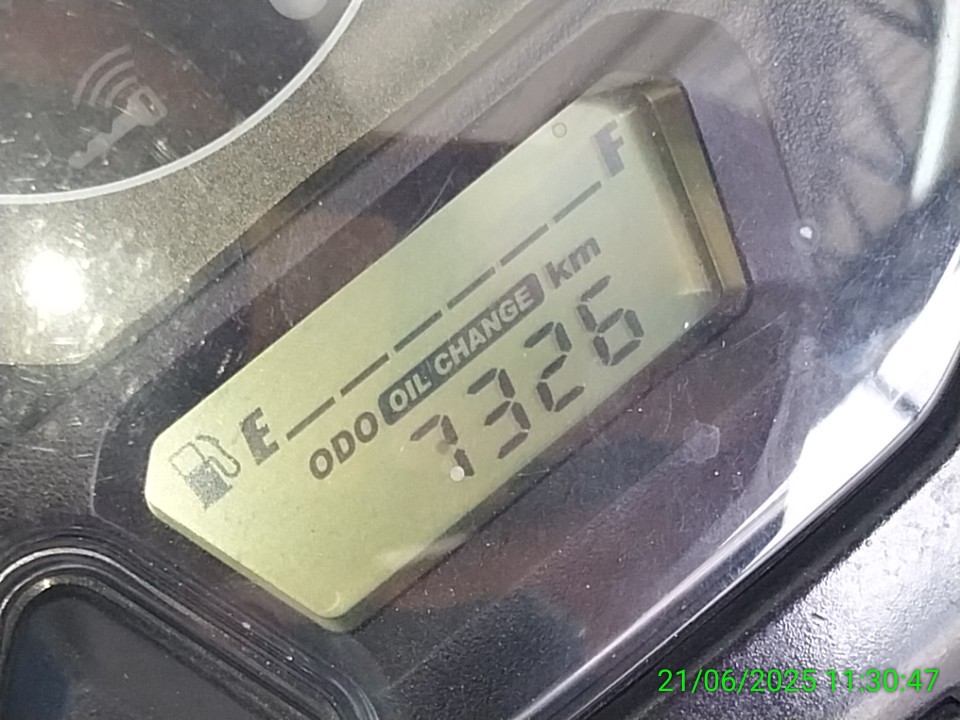 F
E
ODO OIL CHANGE km
7326
21/06/2025 11:30:47